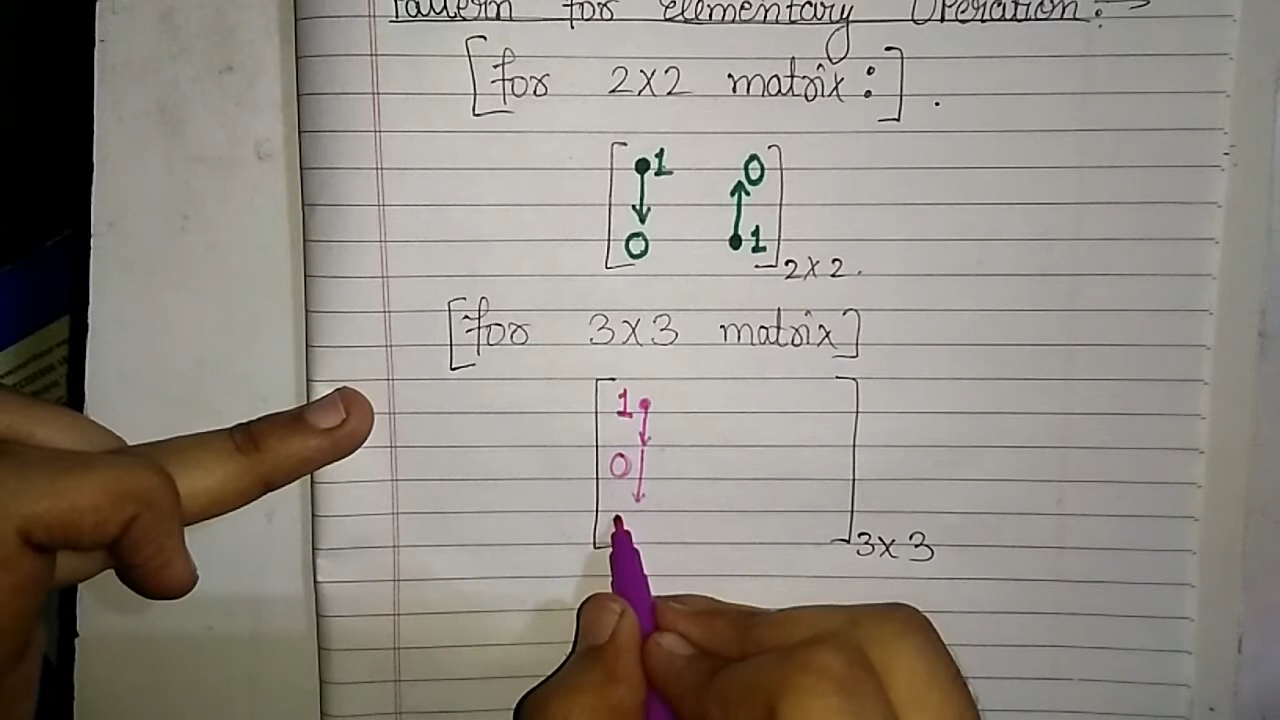 Pattern for elementary Operation:→
[for 2x2 matrix:].
1 0
0 1
2x2.
[for 3x3 matrix]
1
0
3x3